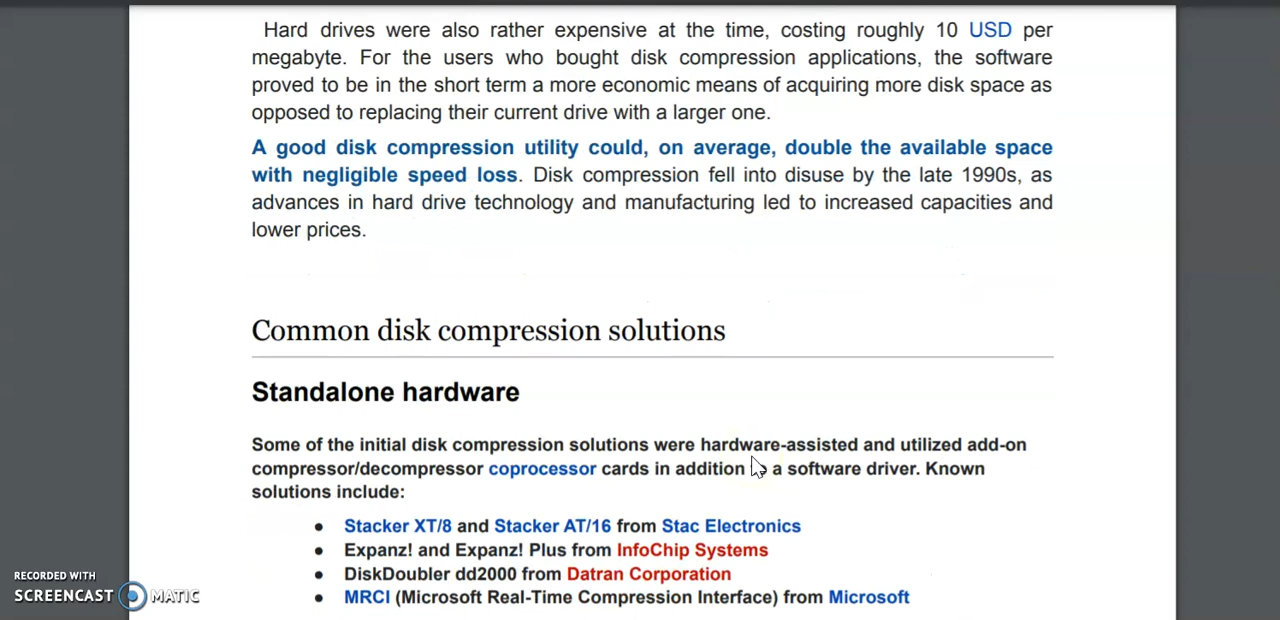 Hard drives were also rather expensive at the time, costing roughly 10 USD per
megabyte. For the users who bought disk compression applications, the software
proved to be in the short term a more economic means of acquiring more disk space as
opposed to replacing their current drive with a larger one.
A good disk compression utility could, on average, double the available space
with negligible speed loss. Disk compression fell into disuse by the late 1990s, as
advances in hard drive technology and manufacturing led to increased capacities and
lower prices.
Common disk compression solutions
Standalone hardware
Some of the initial disk compression solutions were hardware-assisted and utilized add-on
compressor/decompressor coprocessor cards in addition a software driver. Known
solutions include:
● Stacker XT/8 and Stacker AT/16 from Stac Electronics
● Expanz! and Expanz! Plus from InfoChip Systems
● DiskDoubler dd2000 from Datran Corporation
● MRCI (Microsoft Real-Time Compression Interface) from Microsoft
RECORDED WITH
SCREENCAST MATIC